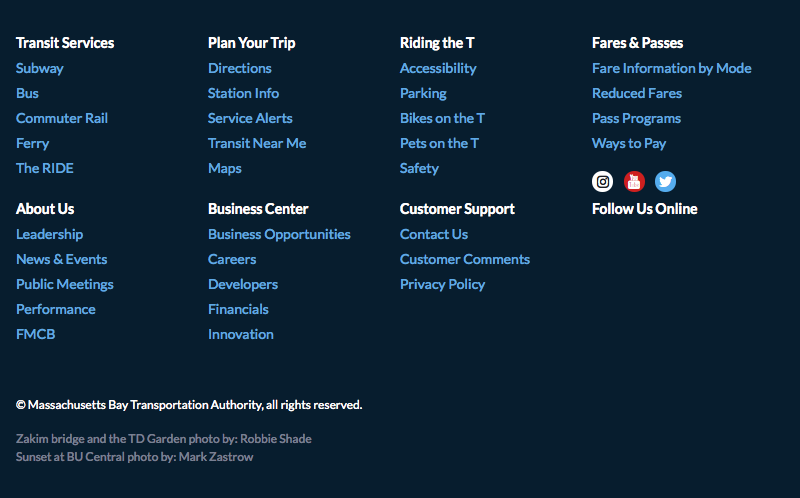 Transit Services
Subway
Bus
Commuter Rail
Ferry
The RIDE
Plan Your Trip
Directions
Station Info
Service Alerts
Transit Near Me
Maps
Riding the T
Accessibility
Parking
Bikes on the T
Pets on the T
Safety
Fares & Passes
Fare Information by Mode
Reduced Fares
Pass Programs
Ways to Pay
About Us
Leadership
News & Events
Public Meetings
Performance
FMCB
Business Center
Business Opportunities
Careers
Developers
Financials
Innovation
Customer Support
Contact Us
Customer Comments
Privacy Policy
Follow Us Online
© Massachusetts Bay Transportation Authority, all rights reserved.
Zakim bridge and the TD Garden photo by: Robbie Shade
Sunset at BU Central photo by: Mark Zastrow